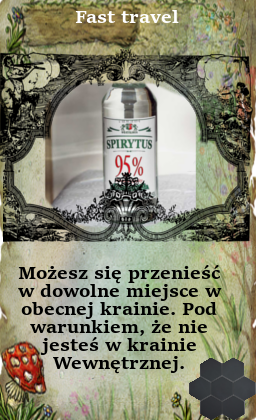 Fast travel
SPIRYTUS
95%
Możesz się przenieść
w dowolne miejsce w
obecnej krainie. Pod
warunkiem, że nie
jesteś w krainie
Wewnętrznej.